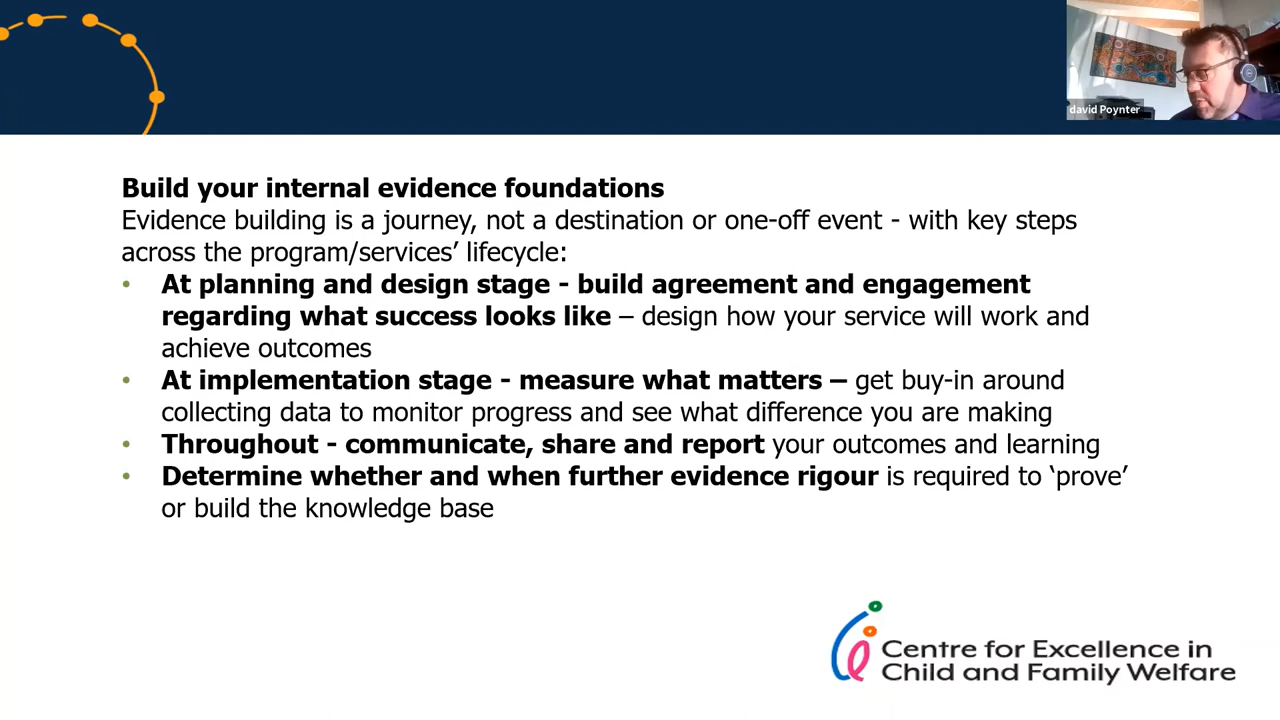 david Poynter
Build your internal evidence foundations
Evidence building is a journey, not a destination or one-off event - with key steps
across the program/services’ lifecycle:
• At planning and design stage - build agreement and engagement
regarding what success looks like – design how your service will work and
achieve outcomes
• At implementation stage - measure what matters – get buy-in around
collecting data to monitor progress and see what difference you are making
• Throughout - communicate, share and report your outcomes and learning
• Determine whether and when further evidence rigour is required to ‘prove’
or build the knowledge base
Centre for Excellence in
Child and Family Welfare